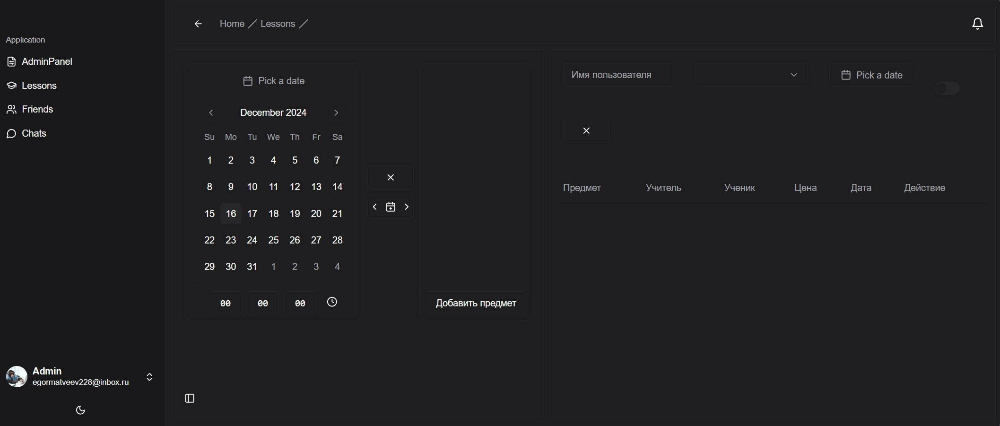 Application
AdminPanel
Lessons
Friends
Chats
Admin
egormatveev228@inbox.ru
Home / Lessons /
Pick a date
December 2024
Su Mo Tu We Th Fr Sa
1 2 3 4 5 6 7
8 9 10 11 12 13 14
15 16 17 18 19 20 21
22 23 24 25 26 27 28
29 30 31 1 2 3 4
00 00 00
Добавить предмет
Имя пользователя
Pick a date
Предмет Учитель Ученик Цена Дата Действие